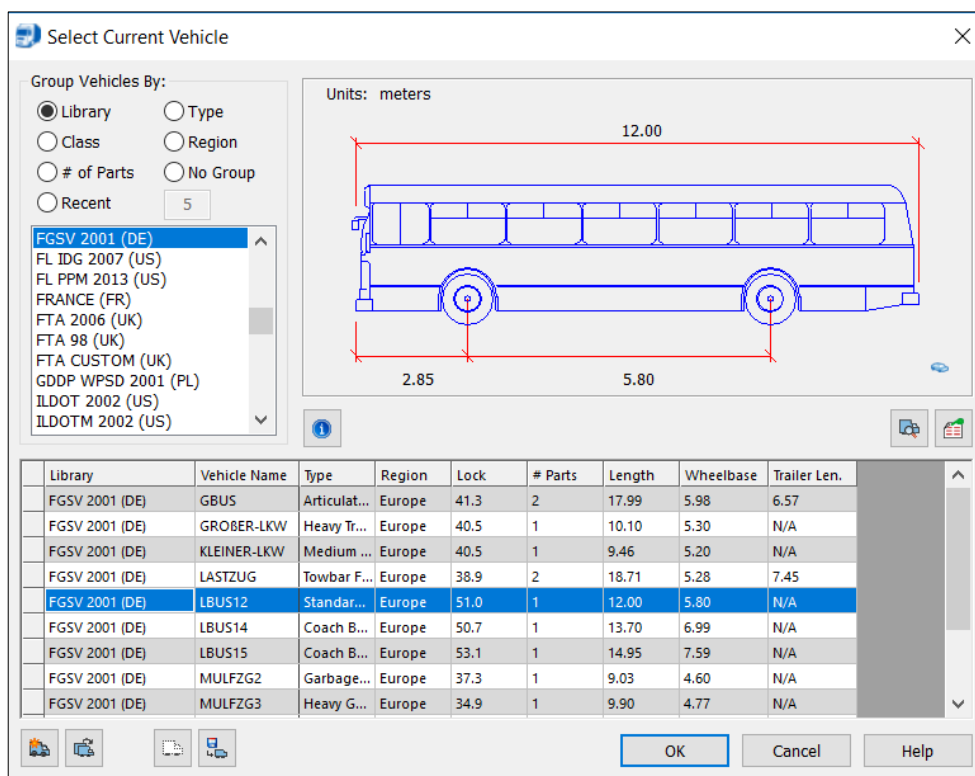 Select Current Vehicle
Group Vehicles By:
Library Type
Class Region
# of Parts No Group
Recent 5
FGSV 2001 (DE)
FL IDG 2007 (US)
FL PPM 2013 (US)
FRANCE (FR)
FTA 2006 (UK)
FTA 98 (UK)
FTA CUSTOM (UK)
GDDP WPSD 2001 (PL)
ILDOT 2002 (US)
ILDOTM 2002 (US)
Units: meters
12.00
2.85 5.80
Library Vehicle Name Type Region Lock # Parts Length Wheelbase Trailer Len.
FGSV 2001 (DE) GBUS Articulat... Europe 41.3 2 17.99 5.98 6.57
FGSV 2001 (DE) GROßER-LKW Heavy Tr... Europe 40.5 1 10.10 5.30 N/A
FGSV 2001 (DE) KLEINER-LKW Medium ... Europe 40.5 1 9.46 5.20 N/A
FGSV 2001 (DE) LASTZUG Towbar F... Europe 38.9 2 18.71 5.28 7.45
FGSV 2001 (DE) LBUS12 Standar... Europe 51.0 1 12.00 5.80 N/A
FGSV 2001 (DE) LBUS14 Coach B... Europe 50.7 1 13.70 6.99 N/A
FGSV 2001 (DE) LBUS15 Coach B... Europe 53.1 1 14.95 7.59 N/A
FGSV 2001 (DE) MULFZG2 Garbage... Europe 37.3 1 9.03 4.60 N/A
FGSV 2001 (DE) MULFZG3 Heavy G... Europe 34.9 1 9.90 4.77 N/A
OK Cancel Help